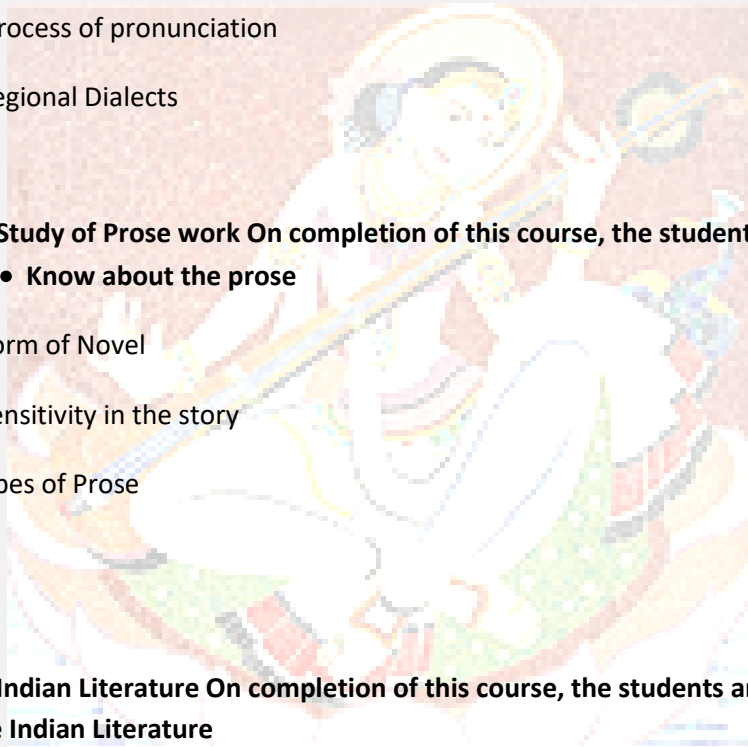 rocess of pronunciation
egional Dialects
Study of Prose work On completion of this course, the student
• Know about the prose
orm of Novel
ensitivity in the story
pes of Prose
Indian Literature On completion of this course, the students a
e Indian Literature